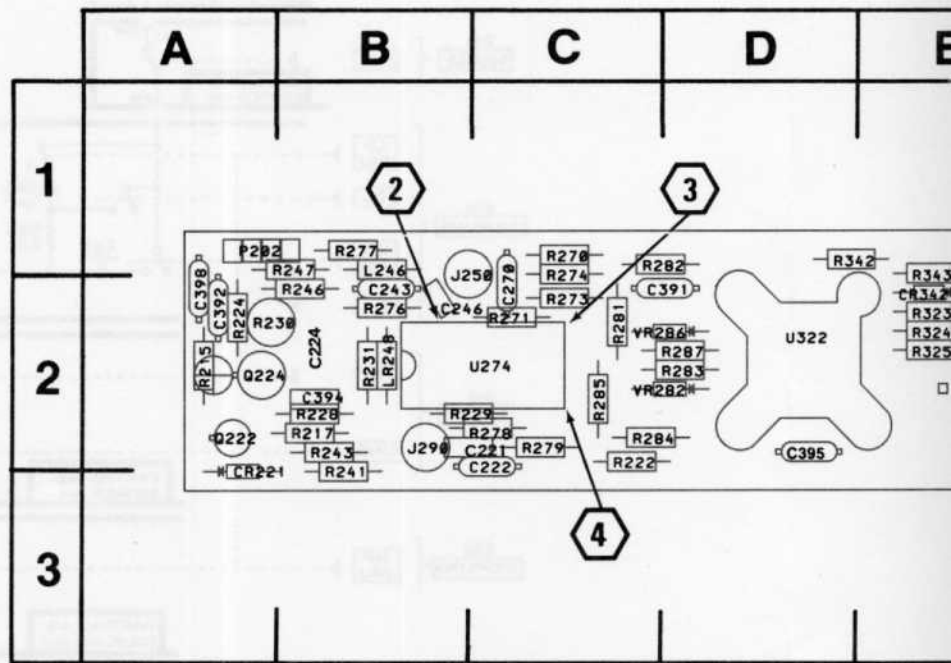 A B C D E
1
2 3
P202 R277 R270
R247 L246 J250 C270 R274 R282 R342
C398 C392 R246 C243 C391 R343
R224 R276 C246 R273 CR342
R230 R271 R281 R323
C224 VR286 R324
2
R215 R231 LR248 U274 R287 U322 R325
Q224 R283
C394 R285 VR282
R228 R229
Q222 R217 R278 R284
R243 J290 C221 R279 C395
CR221 R241 C222 R222
4
3